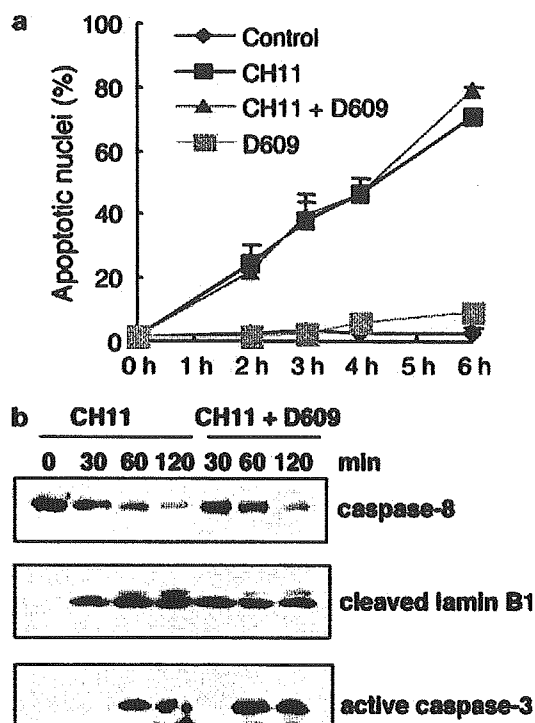 a
100
80
60
40
20
0
Apoptotic nuclei (%)
Control
CH11
CH11 + D609
D609
0 h 1 h 2 h 3 h 4 h 5 h 6 h
b CH11 CH11 + D609
0 30 60 120 30 60 120 min
caspase-8
cleaved lamin B1
active caspase-3